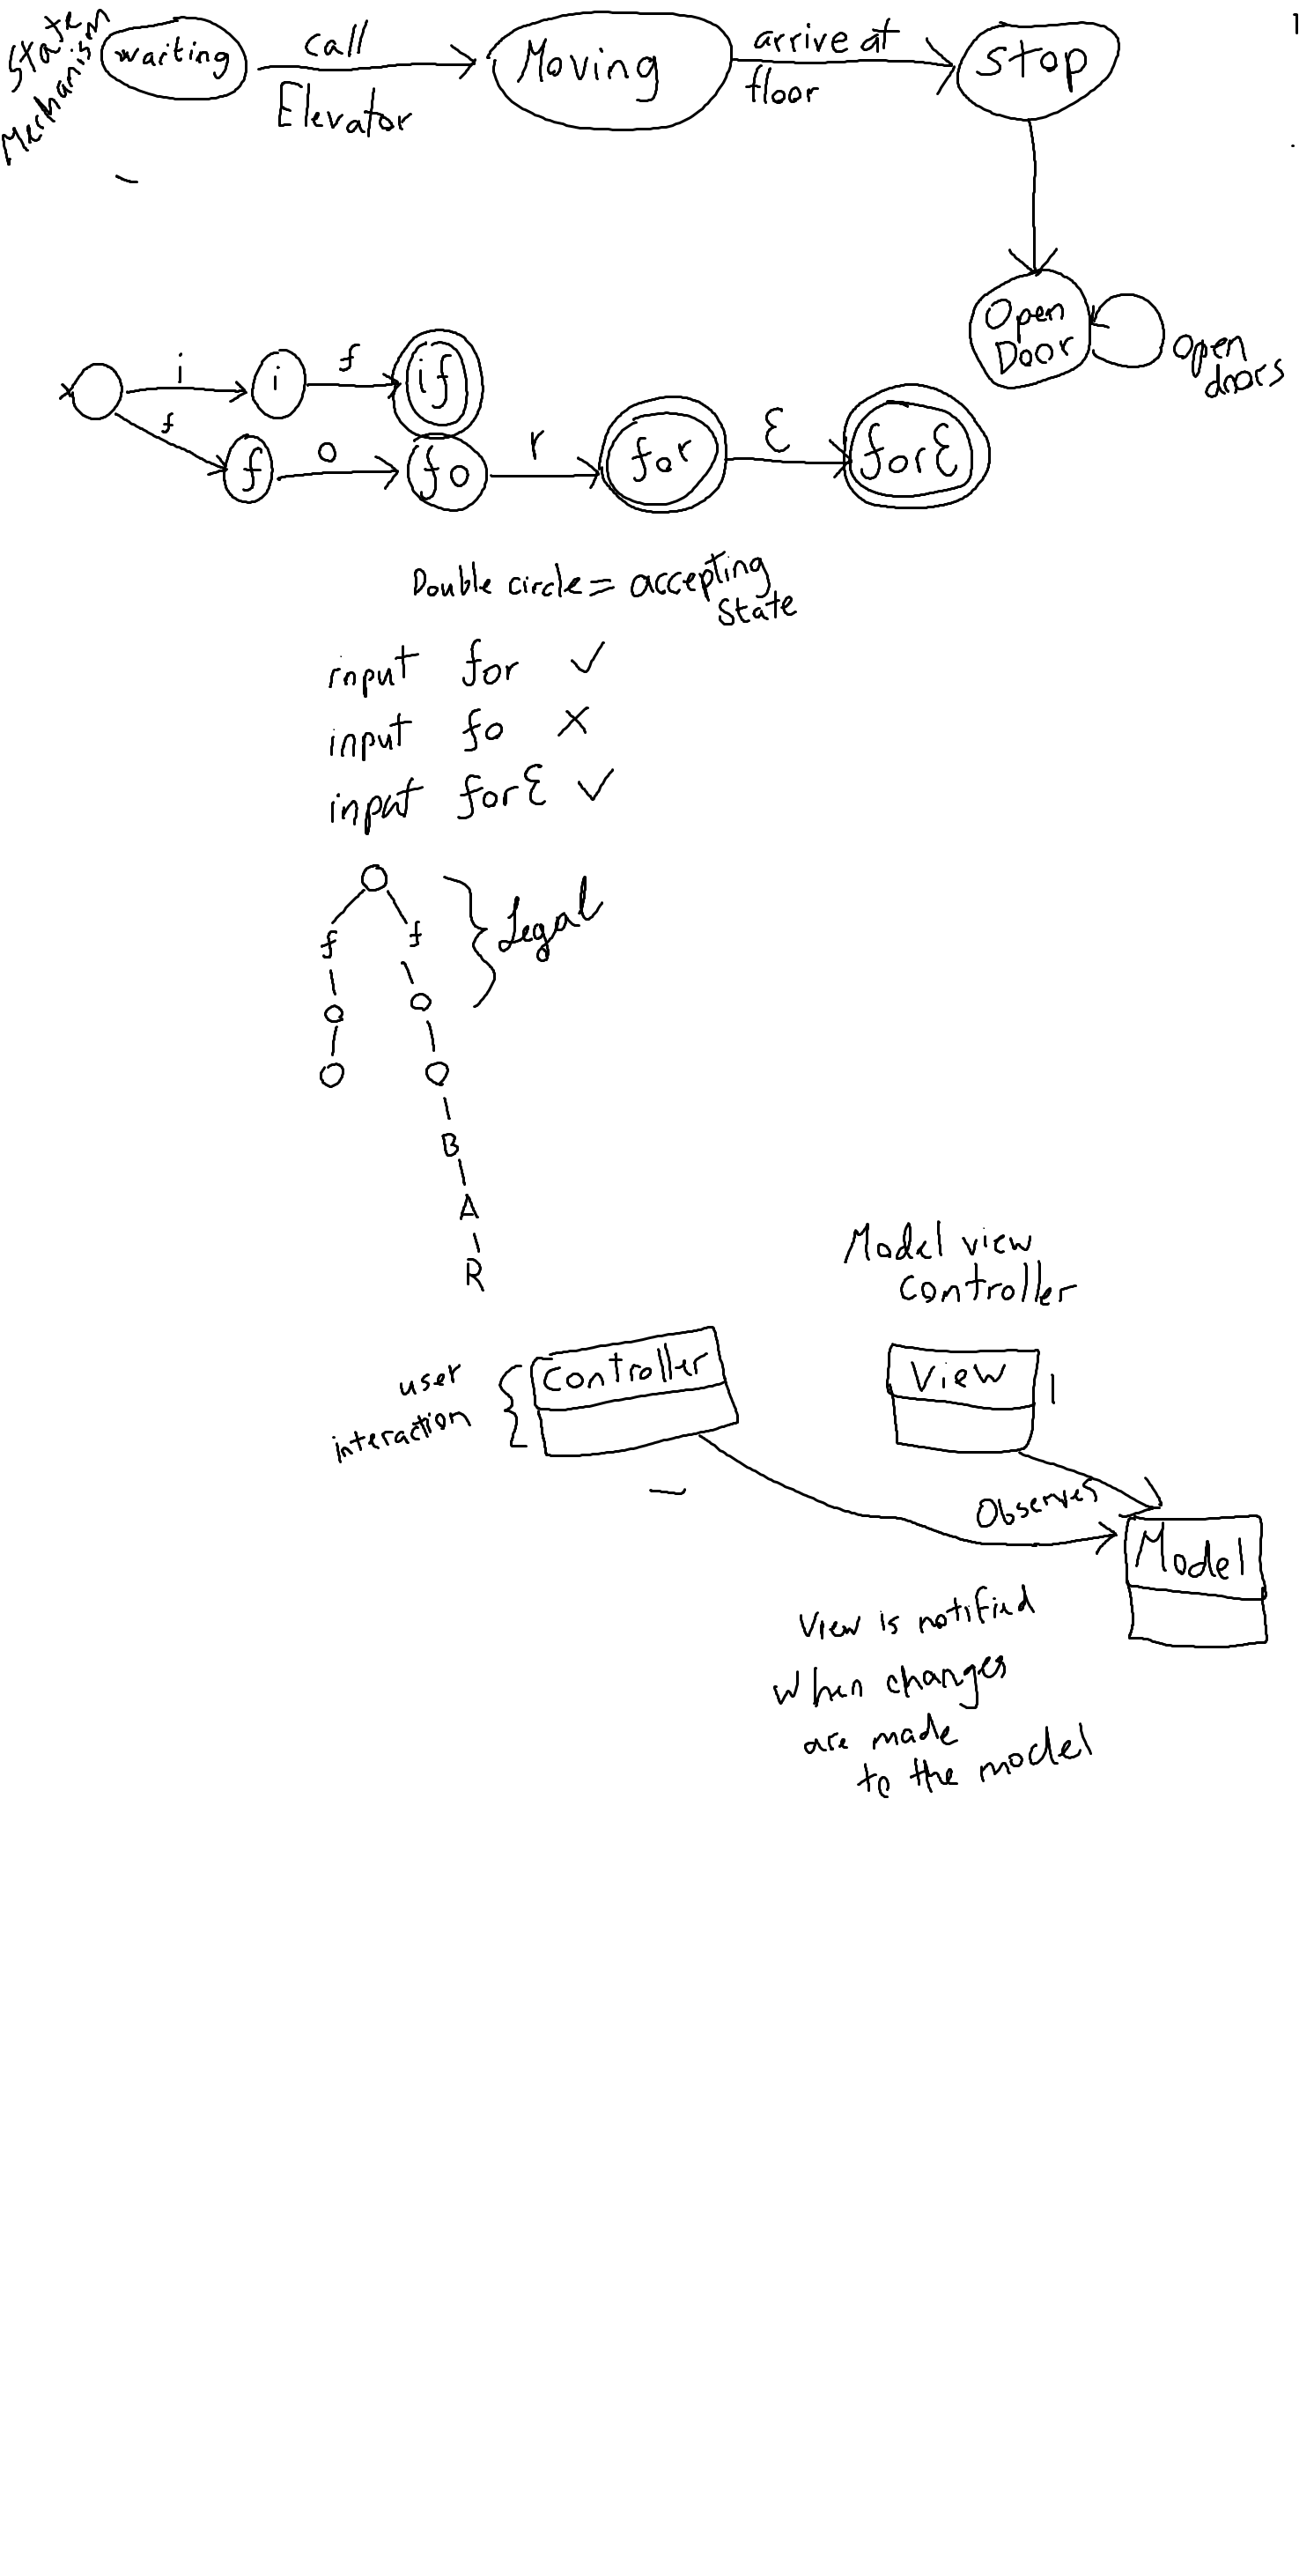 State
Mechanism
waiting
call
Elevator
Moving
arrive at
floor
Stop
Open
Door
open
doors
i
i
f
if
f
f
o
fo
r
for
ε
forε
Double circle = accepting
State
input for ✓
input fo ×
input forε ✓
Legal
f f
o o
O O
B
A
R
Model view
Controller
user
interaction
Controller
View
Observes
Model
View is notified
when changes
are made
to the model